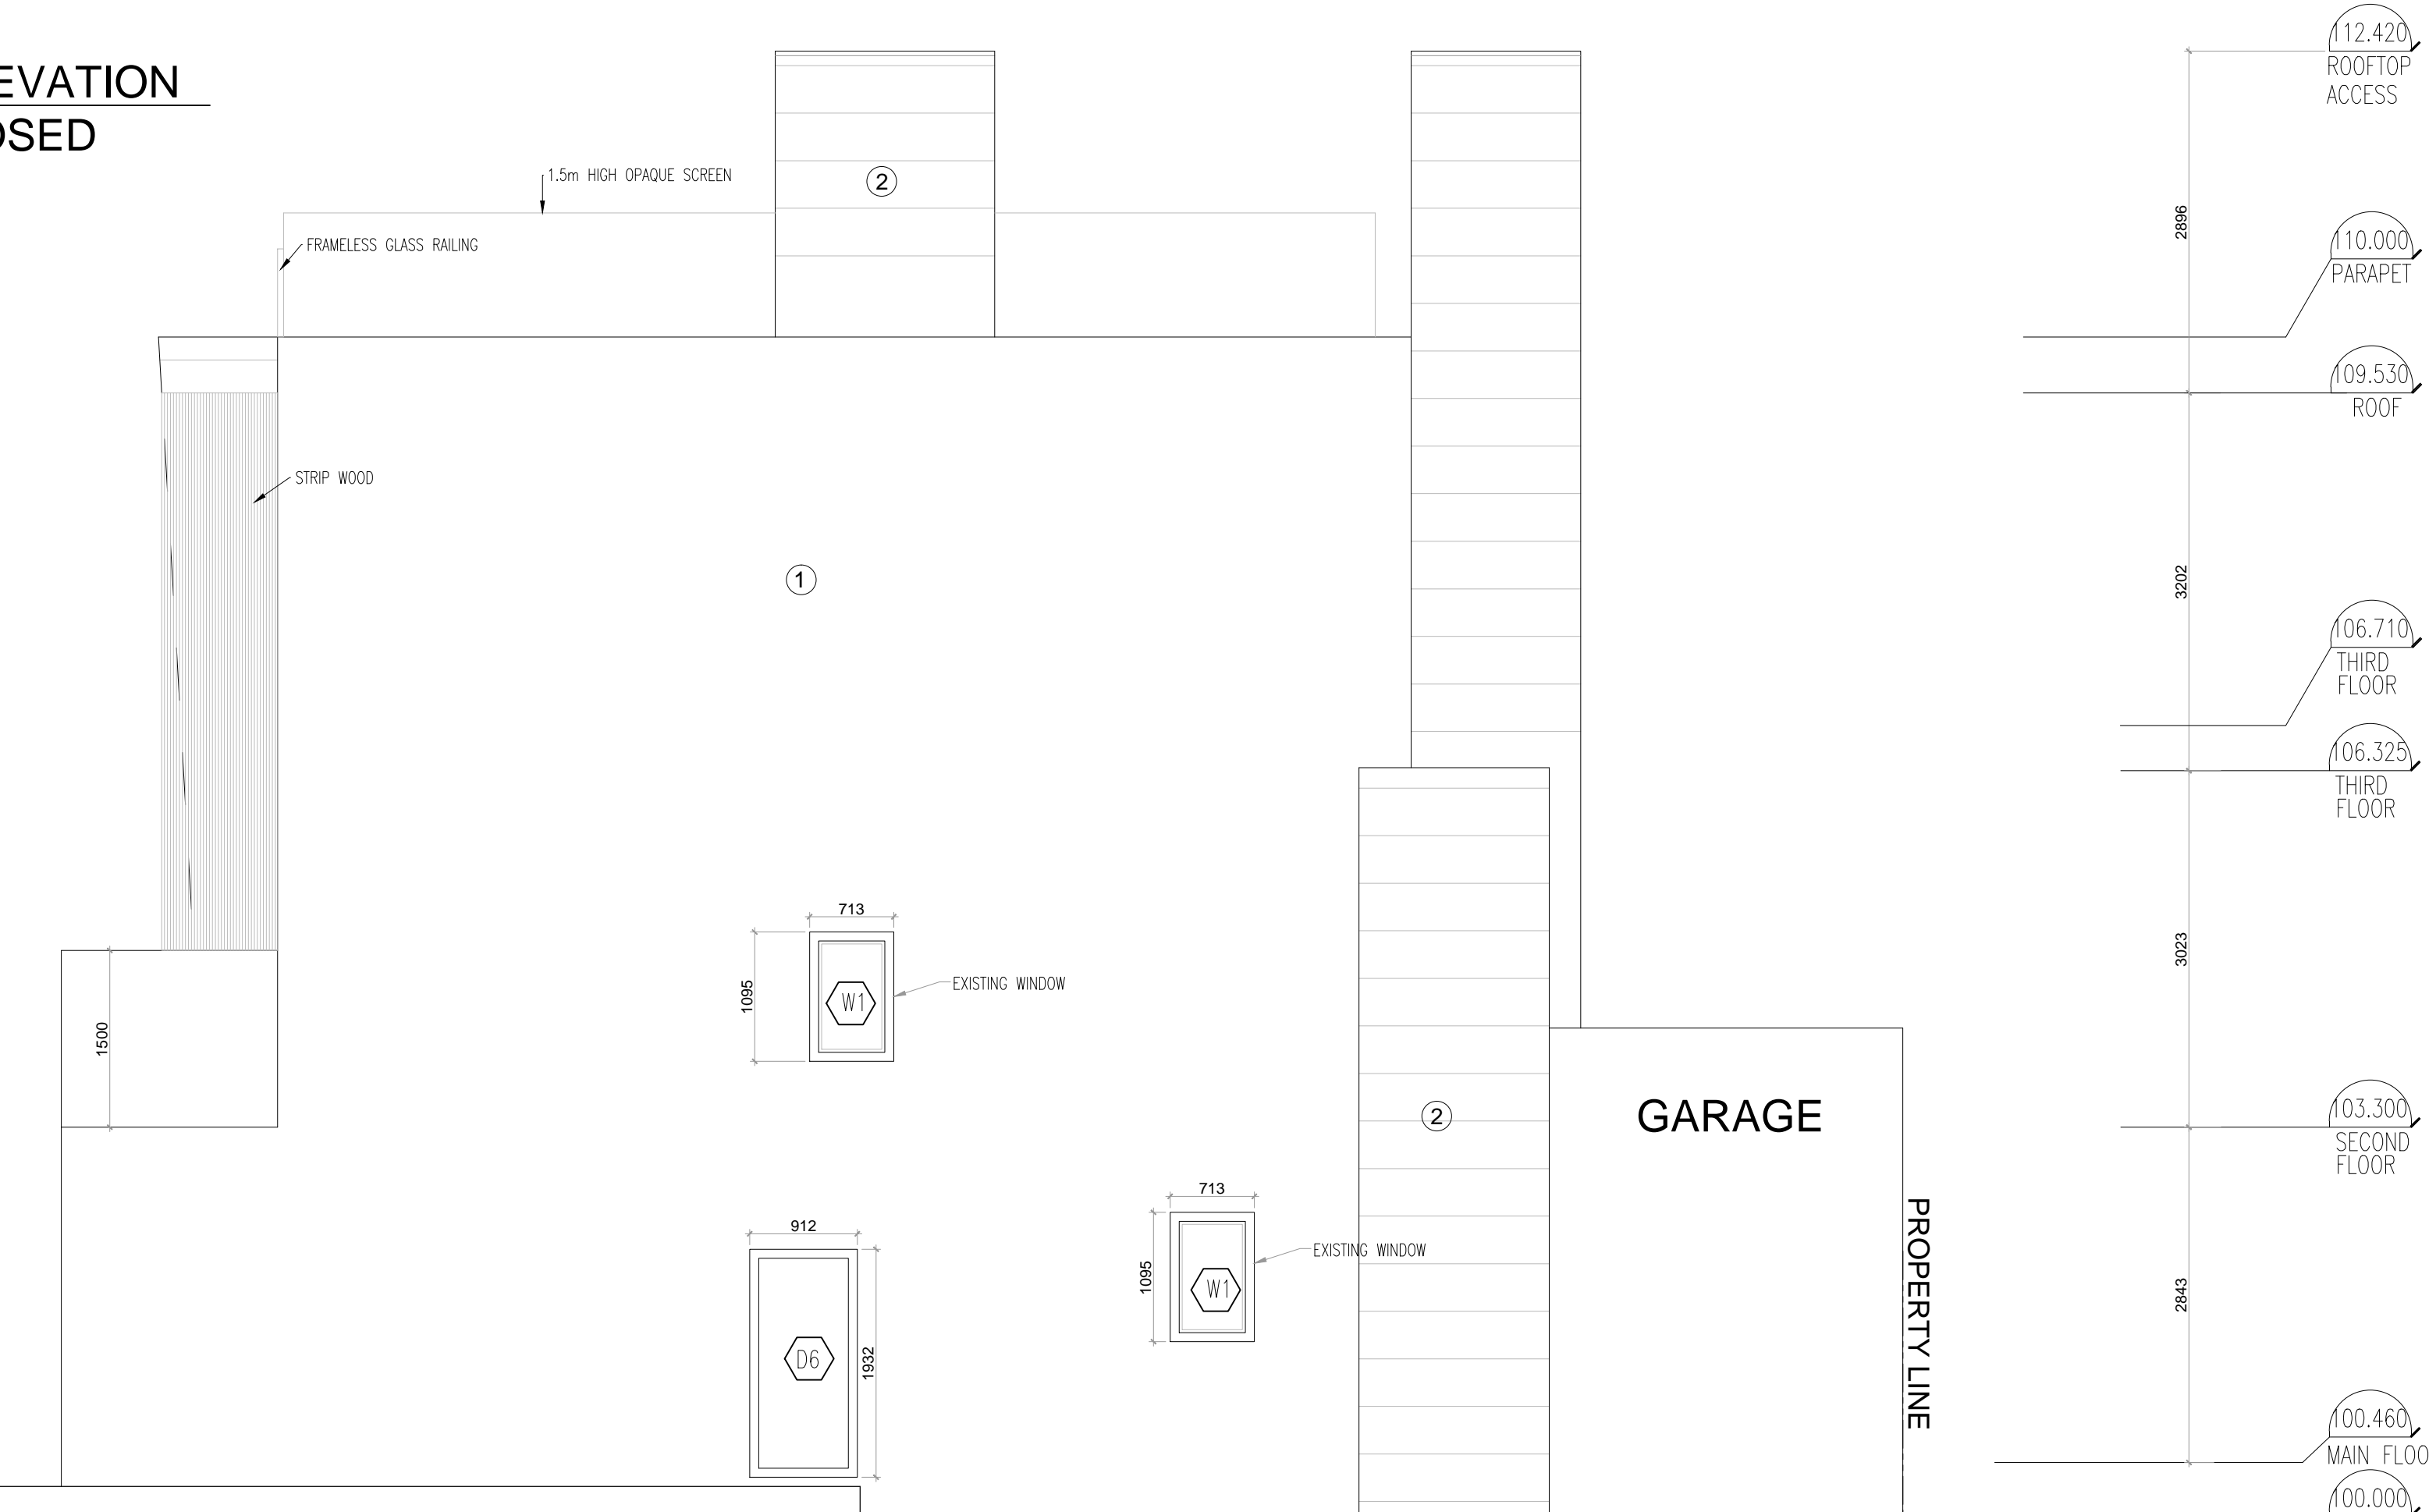 EVATION
OSED
1.5m HIGH OPAQUE SCREEN
FRAMELESS GLASS RAILING
STRIP WOOD
2
1
713
1095
W1
EXISTING WINDOW
1500
2
GARAGE
713
1095
W1
EXISTING WINDOW
912
1932
D6
PROPERTY LINE
2896
3202
3023
2843
112.420
ROOFTOP
ACCESS
110.000
PARAPET
109.530
ROOF
106.710
THIRD
FLOOR
106.325
THIRD
FLOOR
103.300
SECOND
FLOOR
100.460
MAIN FLOO
100.000